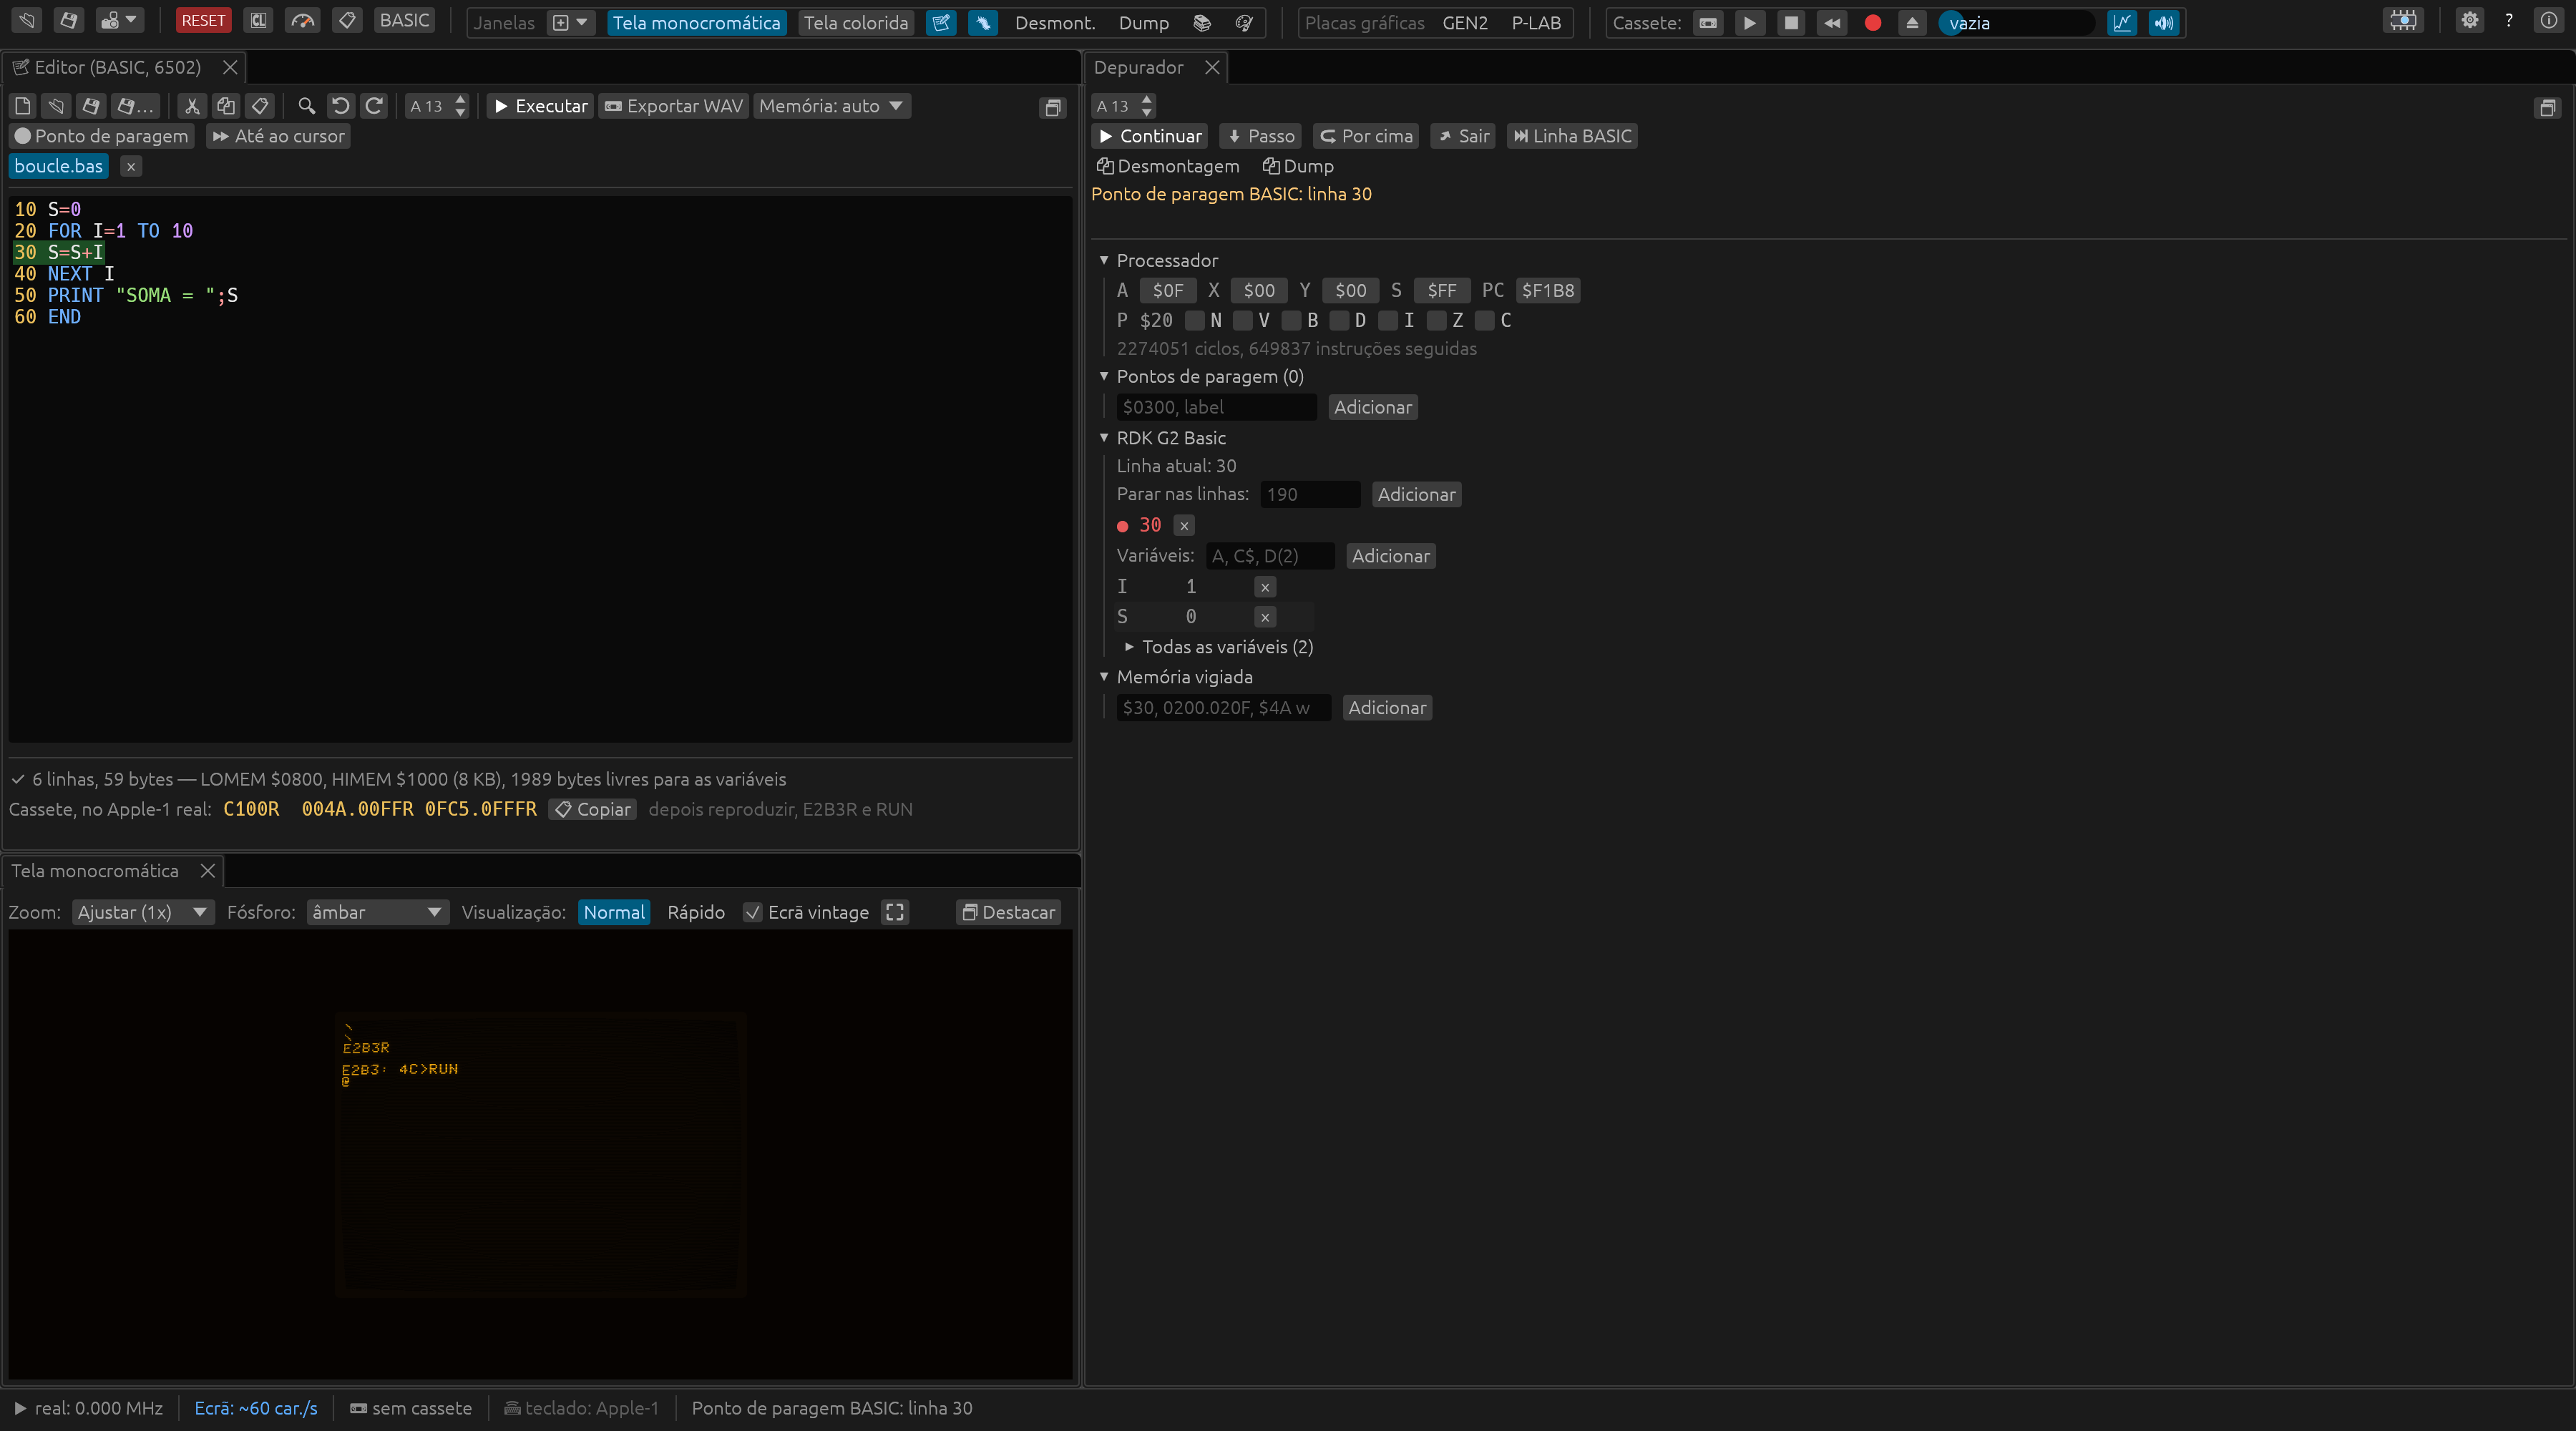 RESET CL BASIC Janelas Tela monocromática Tela colorida Desmont. Dump Placas gráficas GEN2 P-LAB Cassete: vazia ?
Editor (BASIC, 6502)
A 13 Executar Exportar WAV Memória: auto
Ponto de paragem Até ao cursor
boucle.bas ×
10 S=0
20 FOR I=1 TO 10
30 S=S+I
40 NEXT I
50 PRINT "SOMA = ";S
60 END
6 linhas, 59 bytes — LOMEM $0800, HIMEM $1000 (8 KB), 1989 bytes livres para as variáveis
Cassete, no Apple-1 real: C100R 004A.00FFR 0FC5.0FFFR Copiar depois reproduzir, E2B3R e RUN
Tela monocromática
Zoom: Ajustar (1x) Fósforo: âmbar Visualização: Normal Rápido Ecrã vintage Destacar
\
\
E2B3R
E2B3: 4C>RUN
@
Depurador
A 13
Continuar Passo Por cima Sair Linha BASIC
Desmontagem Dump
Ponto de paragem BASIC: linha 30
Processador
A $0F X $00 Y $00 S $FF PC $F1B8
P $20 N V B D I Z C
2274051 ciclos, 649837 instruções seguidas
Pontos de paragem (0)
$0300, label Adicionar
RDK G2 Basic
Linha atual: 30
Parar nas linhas: 190 Adicionar
30 ×
Variáveis: A, C$, D(2) Adicionar
I 1 ×
S 0 ×
Todas as variáveis (2)
Memória vigiada
$30, 0200.020F, $4A w Adicionar
real: 0.000 MHz Ecrã: ~60 car./s sem cassete teclado: Apple-1 Ponto de paragem BASIC: linha 30